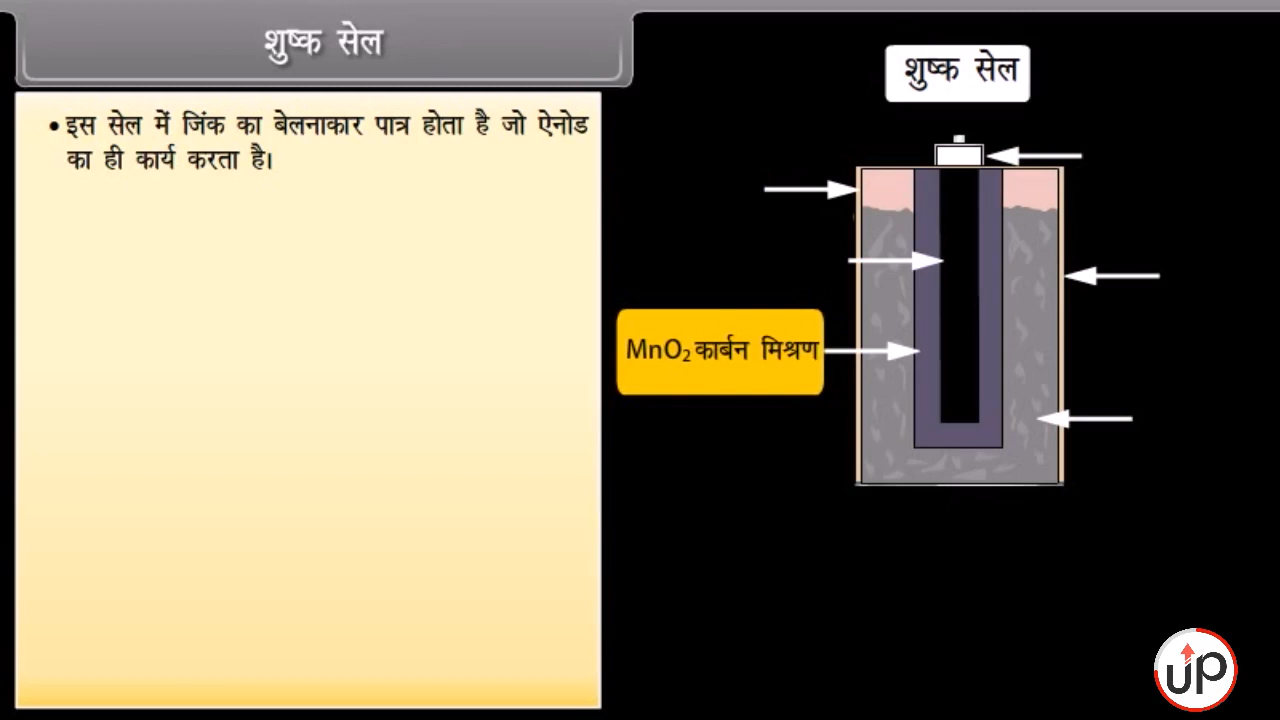 शुष्क सेल
• इस सेल में जिंक का बेलनाकार पात्र होता है जो ऐनोड
का ही कार्य करता है।
शुष्क सेल
MnO₂ कार्बन मिश्रण
UP